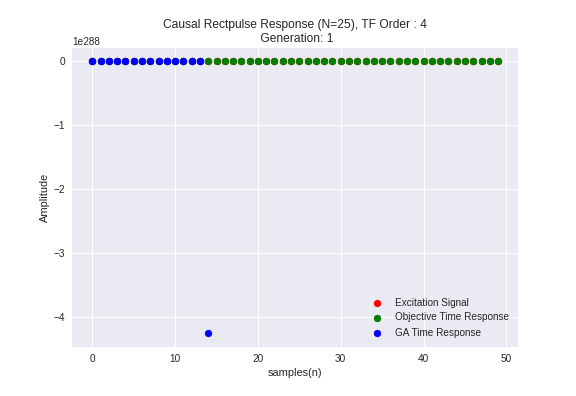 Causal Rectpulse Response (N=25), TF Order : 4
Generation: 1
1e288
0
−1
−2
−3
−4
Amplitude
Excitation Signal
Objective Time Response
GA Time Response
0 10 20 30 40 50
samples(n)